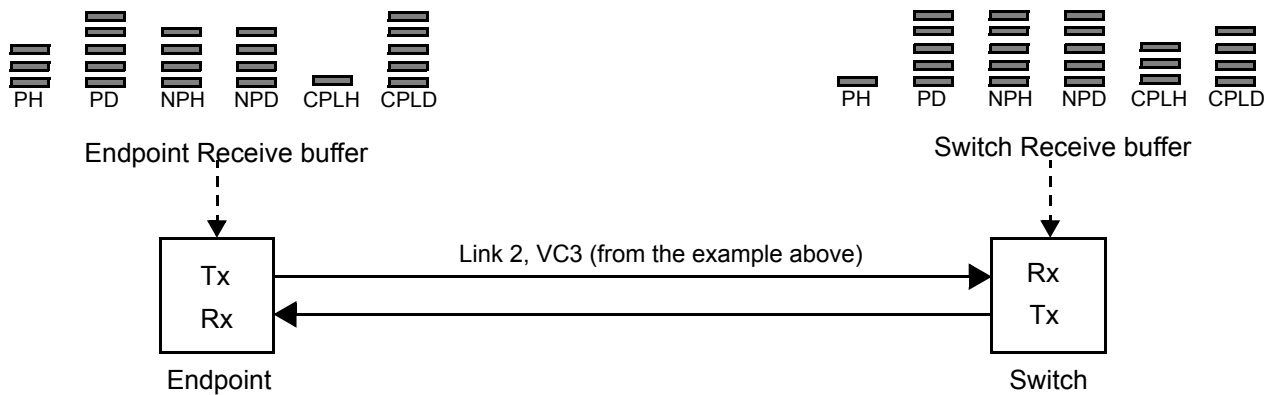 PH PD NPH NPD CPLH CPLD
PH PD NPH NPD CPLH CPLD
Endpoint Receive buffer
Switch Receive buffer
Link 2, VC3 (from the example above)
Tx
Rx
Rx
Tx
Endpoint
Switch